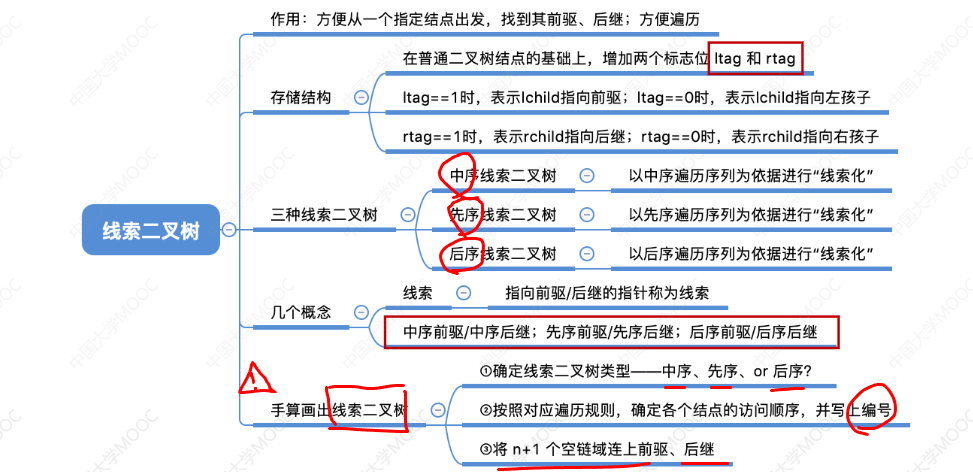 作用：方便从一个指定结点出发，找到其前驱、后继；方便遍历
在普通二叉树结点的基础上，增加两个标志位 ltag 和 rtag
存储结构
ltag==1时，表示lchild指向前驱；ltag==0时，表示lchild指向左孩子
rtag==1时，表示rchild指向后继；rtag==0时，表示rchild指向右孩子
中序线索二叉树
以中序遍历序列为依据进行“线索化”
三种线索二叉树
先序线索二叉树
以先序遍历序列为依据进行“线索化”
线索二叉树
后序线索二叉树
以后序遍历序列为依据进行“线索化”
线索
指向前驱/后继的指针称为线索
几个概念
中序前驱/中序后继；先序前驱/先序后继；后序前驱/后序后继
①确定线索二叉树类型——中序、先序、or 后序？
手算画出线索二叉树
②按照对应遍历规则，确定各个结点的访问顺序，并写上编号
③将 n+1 个空链域连上前驱、后继
中国大学MOOC